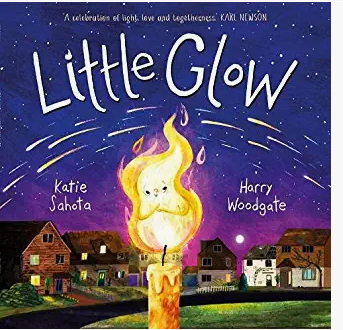 'A celebration of light, love and togetherness.' KARL NEWSON
Little Glow
Katie
Sahota
Harry
Woodgate